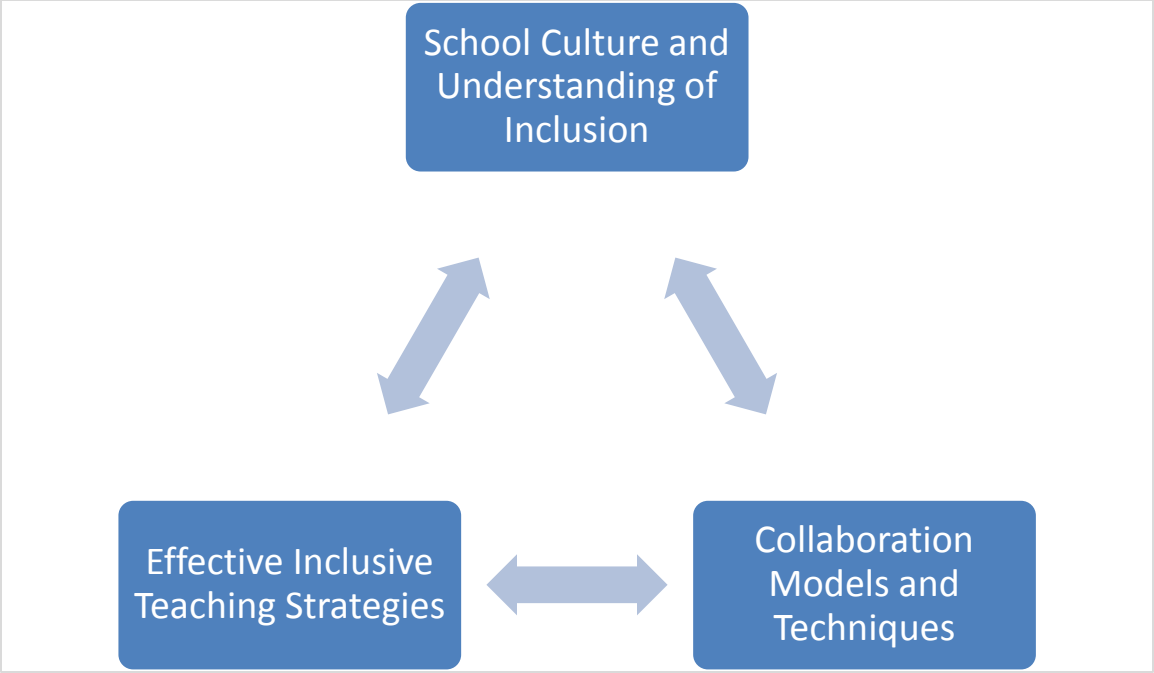 School Culture and
Understanding of
Inclusion
Effective Inclusive
Teaching Strategies
Collaboration
Models and
Techniques